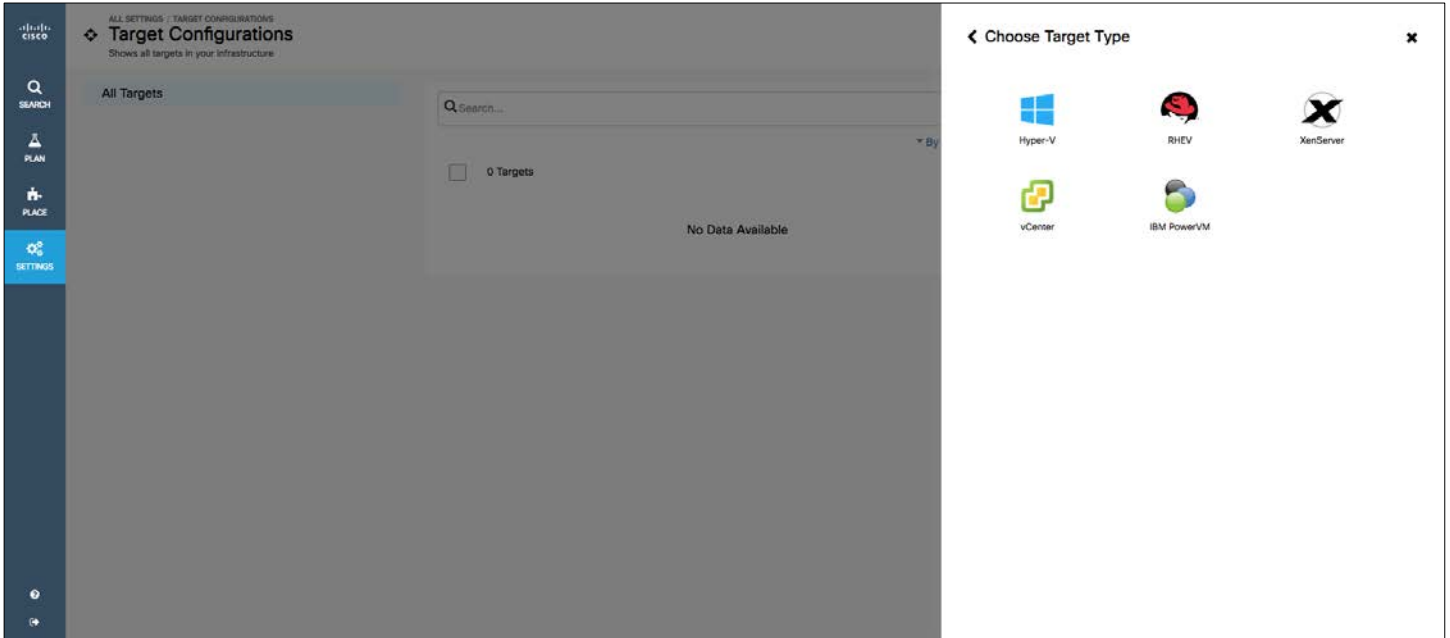 CISCO
SEARCH
PLAN
PLACE
SETTINGS
ALL SETTINGS / TARGET CONFIGURATIONS
Target Configurations
Shows all targets in your infrastructure
All Targets
Search...
By
0 Targets
No Data Available
Choose Target Type
Hyper-V
RHEV
XenServer
vCenter
IBM PowerVM